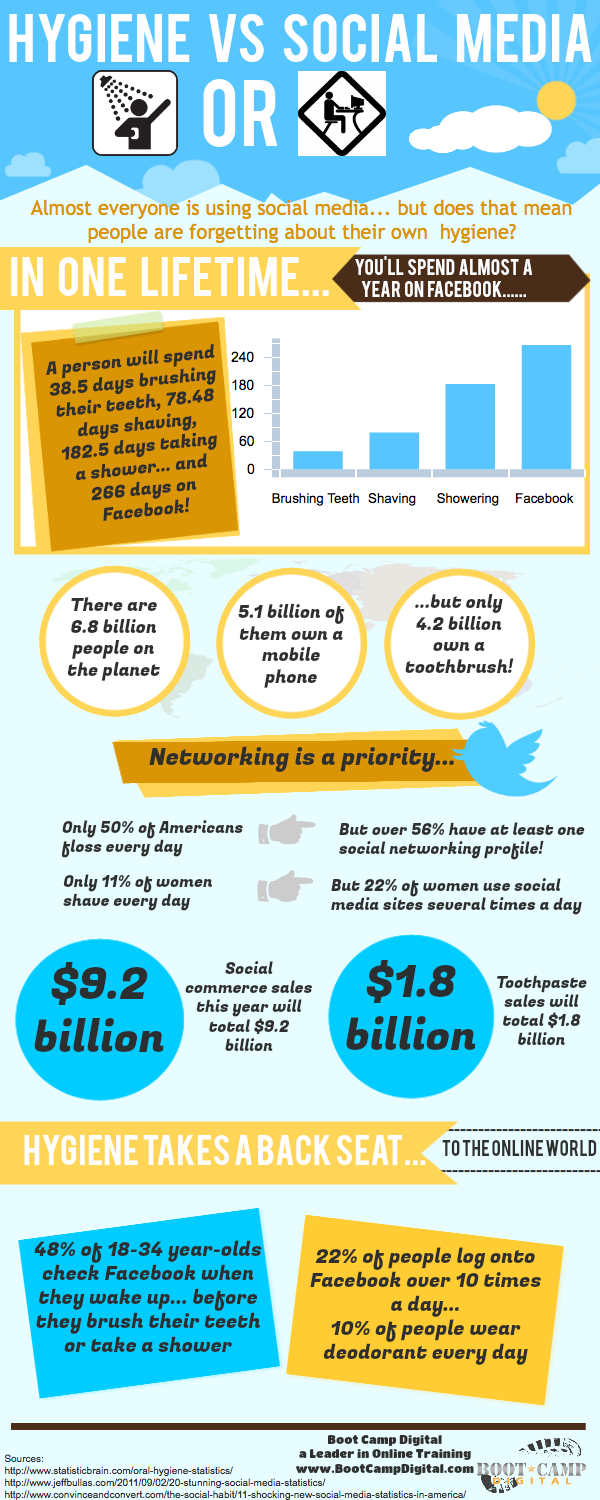 HYGIENE VS SOCIAL MEDIA
OR
Almost everyone is using social media... but does that mean
people are forgetting about their own hygiene?
IN ONE LIFETIME...
YOU'LL SPEND ALMOST A
YEAR ON FACEBOOK......
A person will spend
38.5 days brushing
their teeth, 78.48
days shaving,
182.5 days taking
a shower... and
266 days on
Facebook!
240
180
120
60
0
Brushing Teeth Shaving Showering Facebook
There are
6.8 billion
people on
the planet
5.1 billion of
them own a
mobile
phone
...but only
4.2 billion
own a
toothbrush!
Networking is a priority...
Only 50% of Americans
floss every day
But over 56% have at least one
social networking profile!
Only 11% of women
shave every day
But 22% of women use social
media sites several times a day
$9.2
billion
Social
commerce sales
this year will
total $9.2
billion
$1.8
billion
Toothpaste
sales will
total $1.8
billion
HYGIENE TAKES A BACK SEAT...
TO THE ONLINE WORLD
48% of 18-34 year-olds
check Facebook when
they wake up... before
they brush their teeth
or take a shower
22% of people log onto
Facebook over 10 times
a day...
10% of people wear
deodorant every day
Boot Camp Digital
a Leader in Online Training
www.BootCampDigital.com
BOOT CAMP
DIGITAL
Sources:
http://www.statisticbrain.com/oral-hygiene-statistics/
http://www.jeffbullas.com/2011/09/02/20-stunning-social-media-statistics/
http://www.convinceandconvert.com/the-social-habit/11-shocking-new-social-media-statistics-in-america/